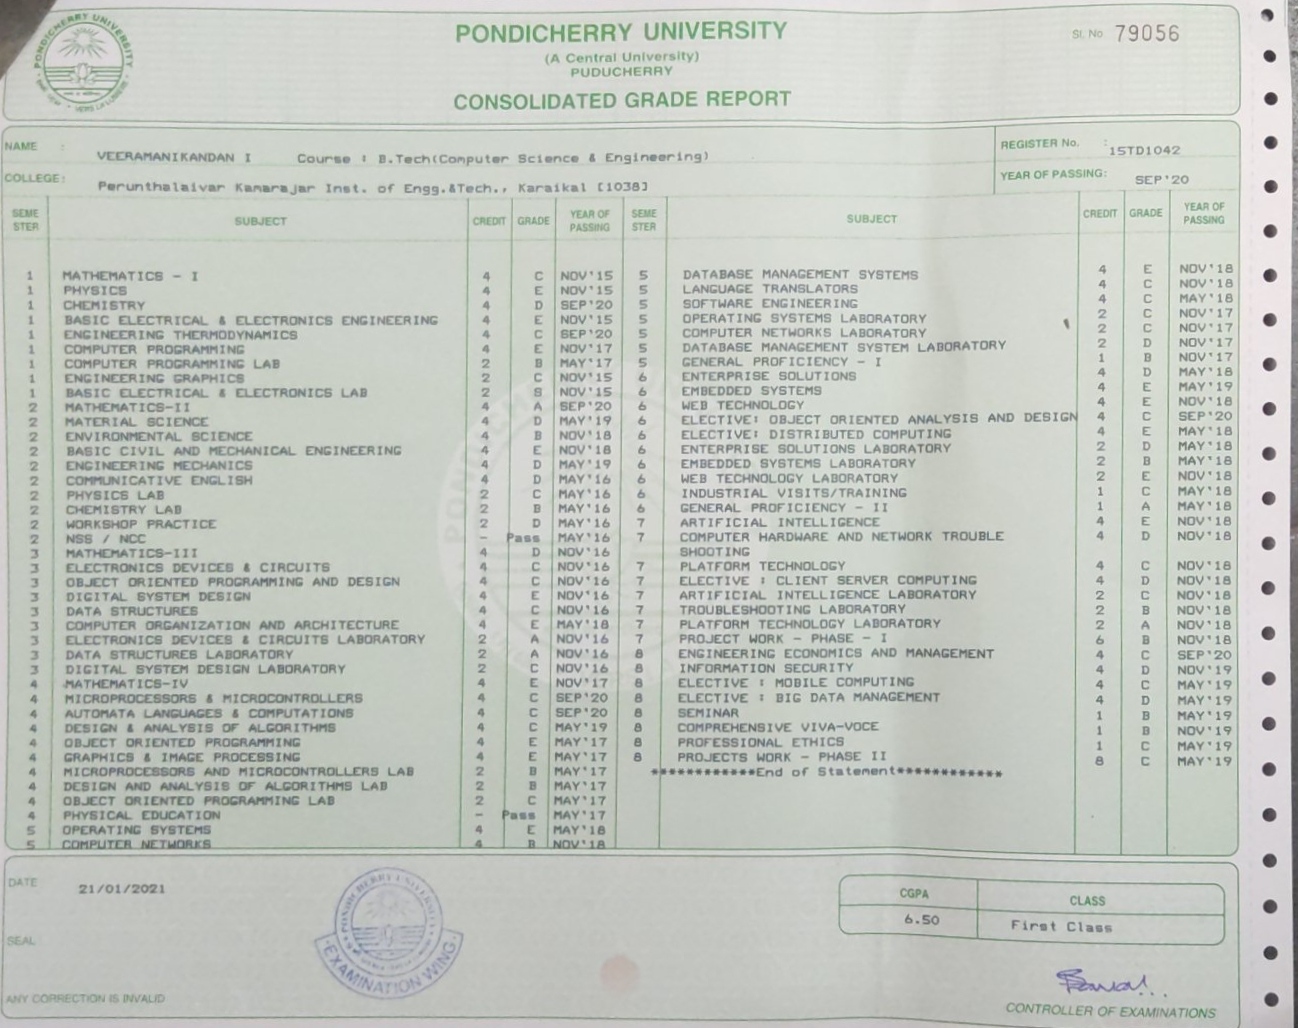 PONDICHERRY UNIVERSITY
(A Central University)
PUDUCHERRY
CONSOLIDATED GRADE REPORT
Sl. No 79056
NAME : VEERAMANIKANDAN I Course : B.Tech(Computer Science & Engineering)
REGISTER No. : 15TD1042
COLLEGE: Perunthalaivar Kamarajar Inst. of Engg.&Tech., Karaikal [1038]
YEAR OF PASSING: SEP'20
SEME STER SUBJECT CREDIT GRADE YEAR OF PASSING
1 MATHEMATICS - I 4 C NOV'15
1 PHYSICS 4 E NOV'15
1 CHEMISTRY 4 D SEP'20
1 BASIC ELECTRICAL & ELECTRONICS ENGINEERING 4 E NOV'15
1 ENGINEERING THERMODYNAMICS 4 C SEP'20
1 COMPUTER PROGRAMMING 4 E NOV'17
1 COMPUTER PROGRAMMING LAB 2 B MAY'17
1 ENGINEERING GRAPHICS 2 C NOV'15
1 BASIC ELECTRICAL & ELECTRONICS LAB 2 S NOV'15
2 MATHEMATICS-II 4 A SEP'20
2 MATERIAL SCIENCE 4 D MAY'19
2 ENVIRONMENTAL SCIENCE 4 B NOV'18
2 BASIC CIVIL AND MECHANICAL ENGINEERING 4 E NOV'18
2 ENGINEERING MECHANICS 4 D MAY'19
2 COMMUNICATIVE ENGLISH 4 D MAY'16
2 PHYSICS LAB 2 C MAY'16
2 CHEMISTRY LAB 2 B MAY'16
2 WORKSHOP PRACTICE 2 D MAY'16
2 NSS / NCC - Pass MAY'16
3 MATHEMATICS-III 4 D NOV'16
3 ELECTRONICS DEVICES & CIRCUITS 4 C NOV'16
3 OBJECT ORIENTED PROGRAMMING AND DESIGN 4 C NOV'16
3 DIGITAL SYSTEM DESIGN 4 E NOV'16
3 DATA STRUCTURES 4 C NOV'16
3 COMPUTER ORGANIZATION AND ARCHITECTURE 4 E MAY'18
3 ELECTRONICS DEVICES & CIRCUITS LABORATORY 2 A NOV'16
3 DATA STRUCTURES LABORATORY 2 A NOV'16
3 DIGITAL SYSTEM DESIGN LABORATORY 2 C NOV'16
4 MATHEMATICS-IV 4 E NOV'17
4 MICROPROCESSORS & MICROCONTROLLERS 4 C SEP'20
4 AUTOMATA LANGUAGES & COMPUTATIONS 4 C SEP'20
4 DESIGN & ANALYSIS OF ALGORITHMS 4 C MAY'19
4 OBJECT ORIENTED PROGRAMMING 4 E MAY'17
4 GRAPHICS & IMAGE PROCESSING 4 E MAY'17
4 MICROPROCESSORS AND MICROCONTROLLERS LAB 2 B MAY'17
4 DESIGN AND ANALYSIS OF ALGORITHMS LAB 2 B MAY'17
4 OBJECT ORIENTED PROGRAMMING LAB 2 C MAY'17
4 PHYSICAL EDUCATION - Pass MAY'17
5 OPERATING SYSTEMS 4 E MAY'18
5 COMPUTER NETWORKS 4 B NOV'18
SEME STER SUBJECT CREDIT GRADE YEAR OF PASSING
5 DATABASE MANAGEMENT SYSTEMS 4 E NOV'18
5 LANGUAGE TRANSLATORS 4 C NOV'18
5 SOFTWARE ENGINEERING 4 C MAY'18
5 OPERATING SYSTEMS LABORATORY 2 C NOV'17
5 COMPUTER NETWORKS LABORATORY 2 C NOV'17
5 DATABASE MANAGEMENT SYSTEM LABORATORY 2 D NOV'17
5 GENERAL PROFICIENCY - I 1 B NOV'17
6 ENTERPRISE SOLUTIONS 4 D MAY'18
6 EMBEDDED SYSTEMS 4 E MAY'19
6 WEB TECHNOLOGY 4 E NOV'18
6 ELECTIVE: OBJECT ORIENTED ANALYSIS AND DESIGN 4 C SEP'20
6 ELECTIVE: DISTRIBUTED COMPUTING 4 E MAY'18
6 ENTERPRISE SOLUTIONS LABORATORY 2 D MAY'18
6 EMBEDDED SYSTEMS LABORATORY 2 B MAY'18
6 WEB TECHNOLOGY LABORATORY 2 E NOV'18
6 INDUSTRIAL VISITS/TRAINING 1 C MAY'18
6 GENERAL PROFICIENCY - II 1 A MAY'18
7 ARTIFICIAL INTELLIGENCE 4 E NOV'18
7 COMPUTER HARDWARE AND NETWORK TROUBLE 4 D NOV'18
SHOOTING
7 PLATFORM TECHNOLOGY 4 C NOV'18
7 ELECTIVE : CLIENT SERVER COMPUTING 4 D NOV'18
7 ARTIFICIAL INTELLIGENCE LABORATORY 2 C NOV'18
7 TROUBLESHOOTING LABORATORY 2 B NOV'18
7 PLATFORM TECHNOLOGY LABORATORY 2 A NOV'18
7 PROJECT WORK - PHASE - I 6 B NOV'18
8 ENGINEERING ECONOMICS AND MANAGEMENT 4 C SEP'20
8 INFORMATION SECURITY 4 D NOV'19
8 ELECTIVE : MOBILE COMPUTING 4 C MAY'19
8 ELECTIVE : BIG DATA MANAGEMENT 4 D MAY'19
8 SEMINAR 1 B MAY'19
8 COMPREHENSIVE VIVA-VOCE 1 B NOV'19
8 PROFESSIONAL ETHICS 1 C MAY'19
8 PROJECTS WORK - PHASE II 8 C MAY'19
************End of Statement************
DATE 21/01/2021
CGPA CLASS
6.50 First Class
SEAL
PONDICHERRY UNIVERSITY
EXAMINATION WING
ANY CORRECTION IS INVALID
CONTROLLER OF EXAMINATIONS